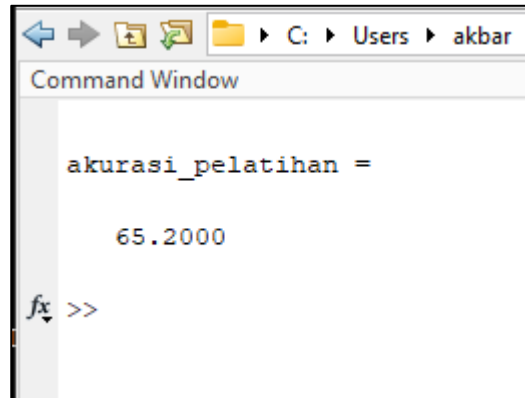 C: Users akbar
Command Window
akurasi_pelatihan =
65.2000
fx >>